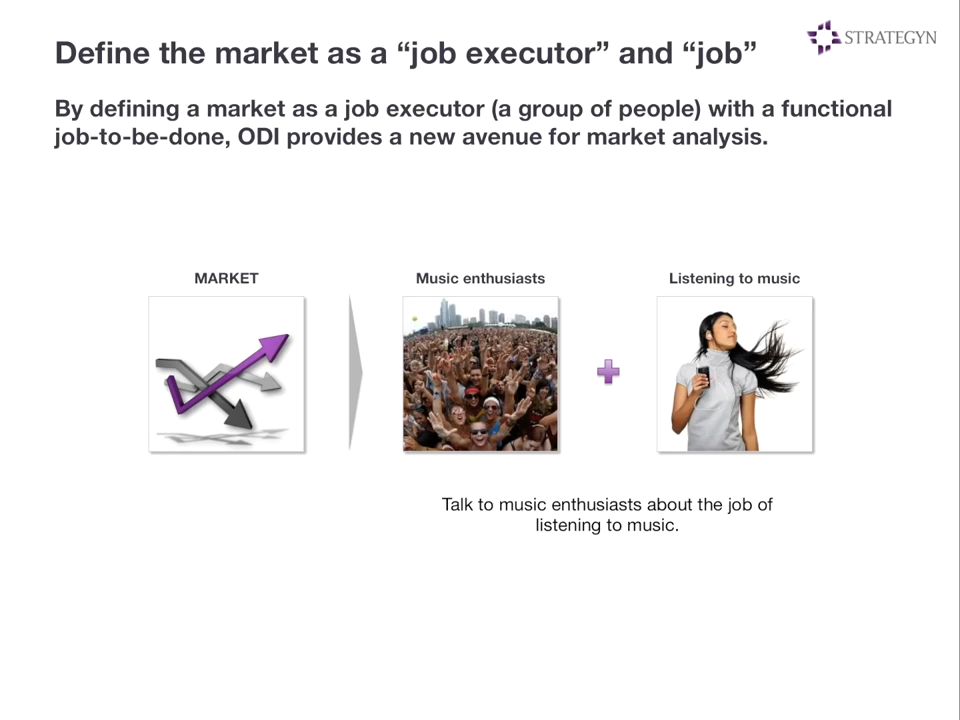 Define the market as a “job executor” and “job”
STRATEGYN
By defining a market as a job executor (a group of people) with a functional
job-to-be-done, ODI provides a new avenue for market analysis.
MARKET
Music enthusiasts
Listening to music
Talk to music enthusiasts about the job of
listening to music.